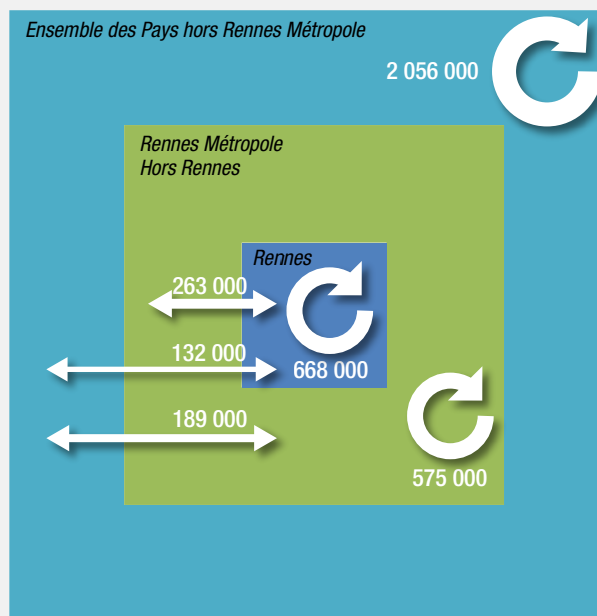 Ensemble des Pays hors Rennes Métropole
2 056 000
Rennes Métropole
Hors Rennes
Rennes
263 000
132 000
668 000
189 000
575 000